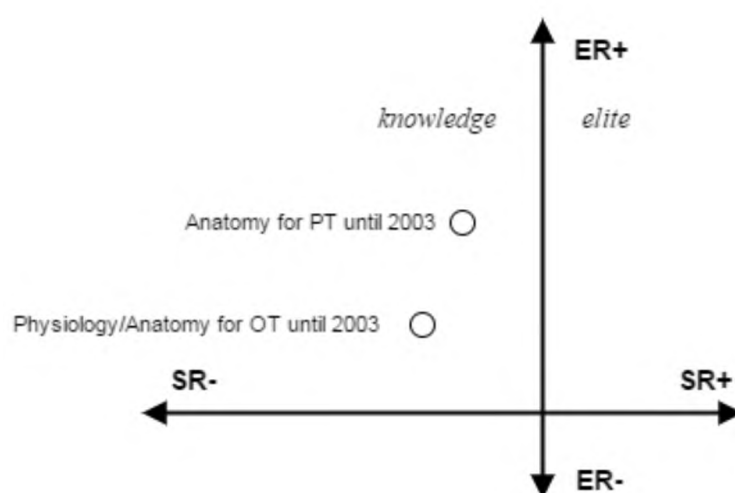 ER+
knowledge elite
Anatomy for PT until 2003
Physiology/Anatomy for OT until 2003
SR- SR+
ER-